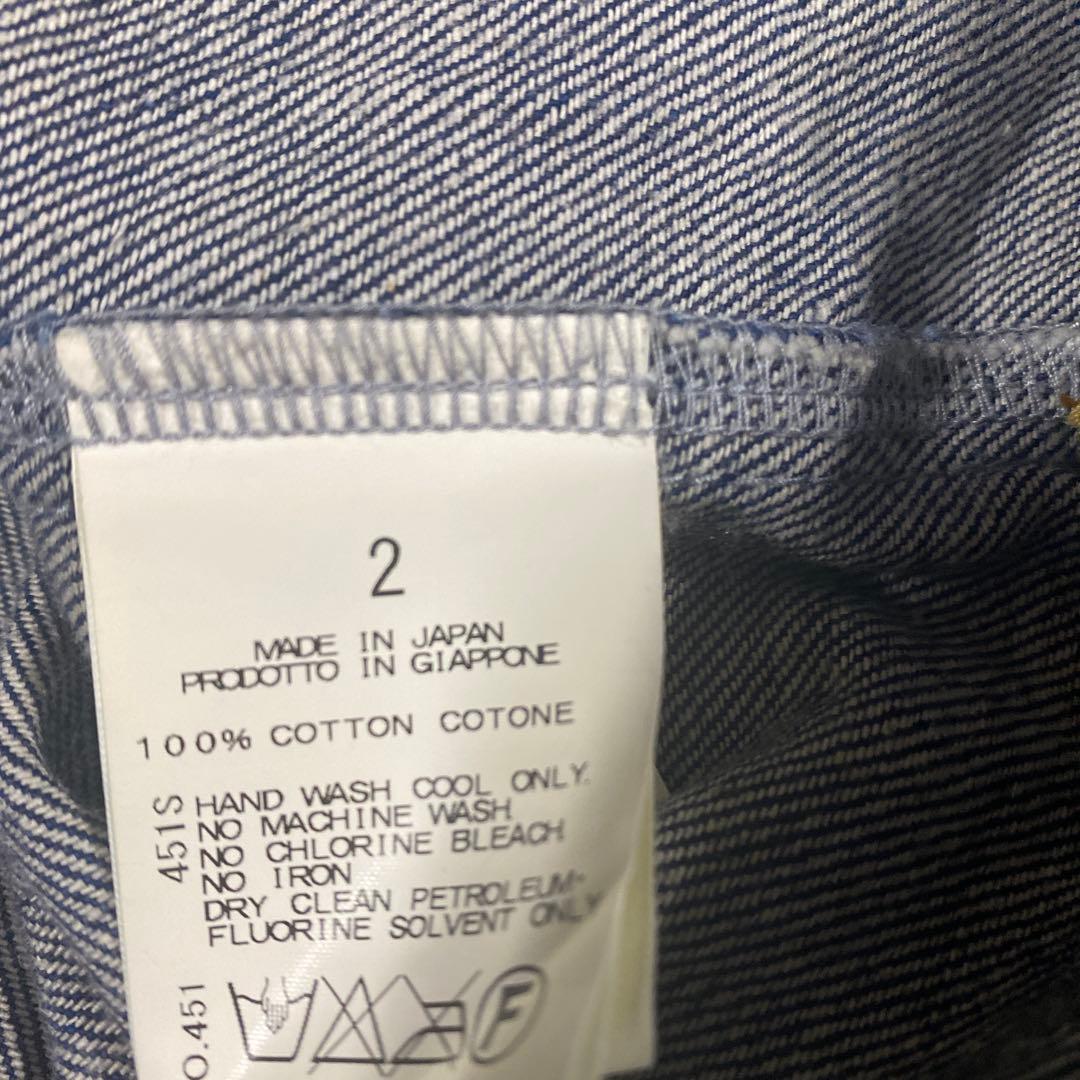 2
MADE IN JAPAN
PRODOTTO IN GIAPPONE
100% COTTON COTONE
HAND WASH COOL ONLY.
NO MACHINE WASH
NO CHLORINE BLEACH
NO IRON
DRY CLEAN PETROLEUM-
FLUORINE SOLVENT ONLY
451S
O.451
F